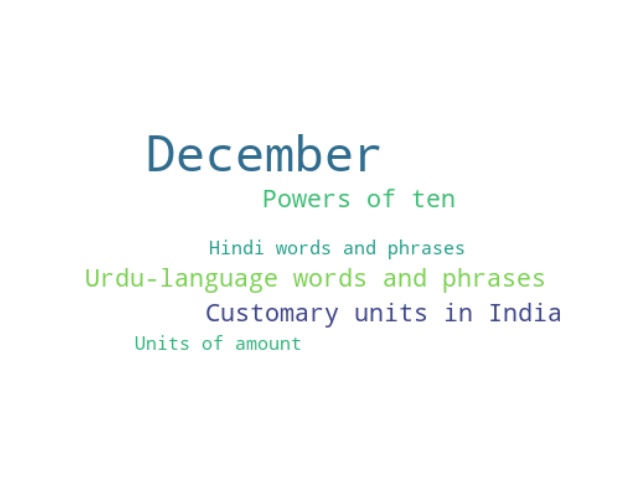 December
Powers of ten
Hindi words and phrases
Urdu-language words and phrases
Customary units in India
Units of amount